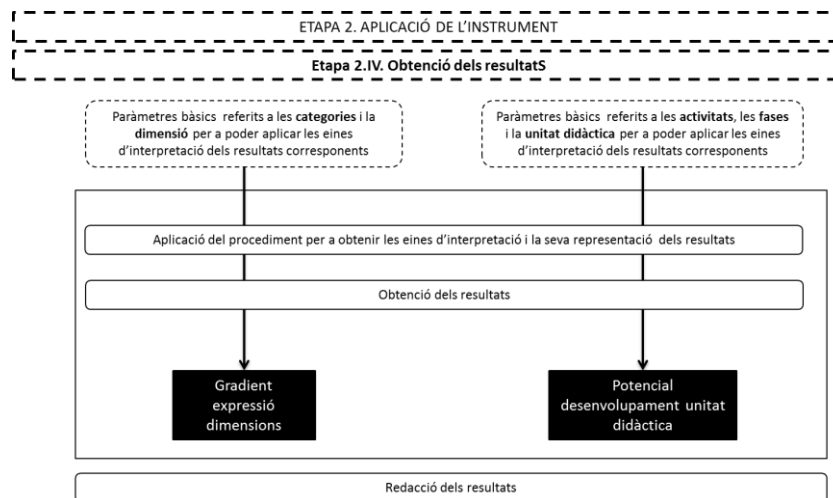 ETAPA 2. APLICACIÓ DE L'INSTRUMENT
Etapa 2.IV. Obtenció dels resultatS
Paràmetres bàsics referits a les categories i la
dimensió per a poder aplicar les eines
d'interpretació dels resultats corresponents
Paràmetres bàsics referits a les activitats, les fases
i la unitat didàctica per a poder aplicar les eines
d'interpretació dels resultats corresponents
Aplicació del procediment per a obtenir les eines d'interpretació i la seva representació dels resultats
Obtenció dels resultats
Gradient
expressió
dimensions
Potencial
desenvolupament unitat
didàctica
Redacció dels resultats